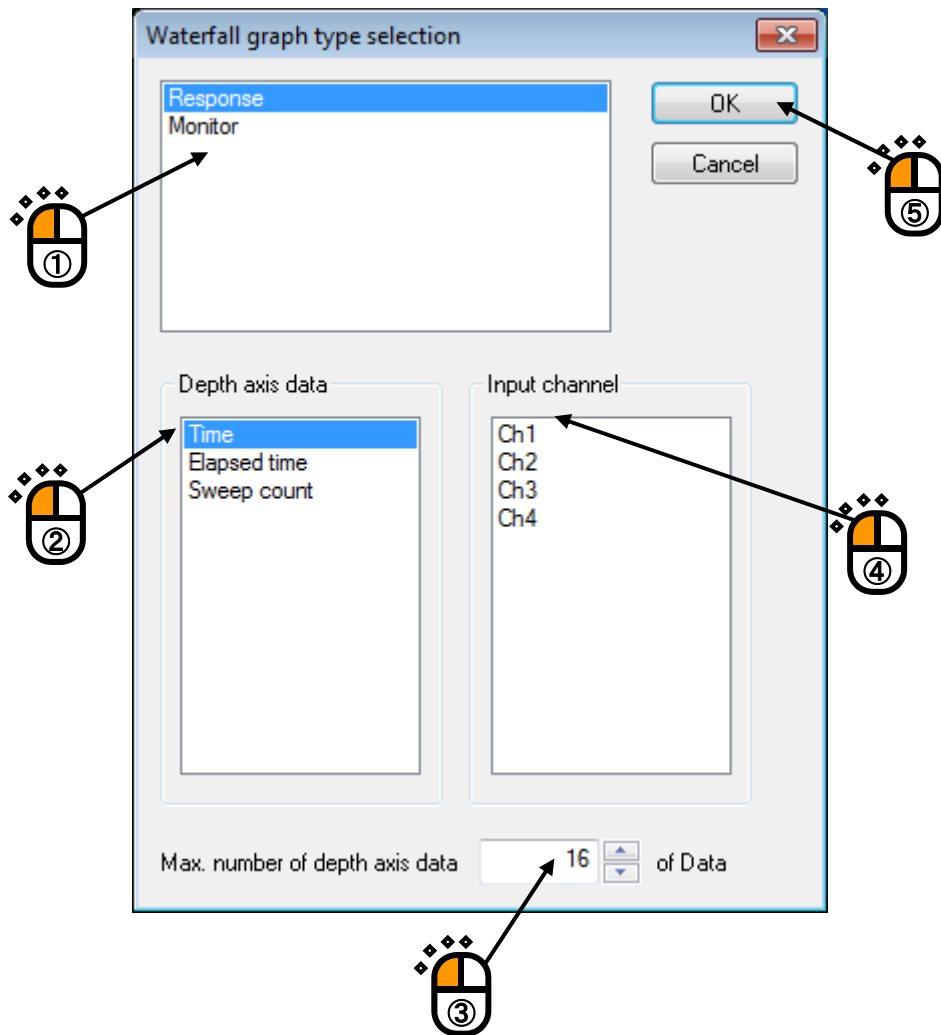 Waterfall graph type selection
Response
Monitor
OK
Cancel
①
⑤
Depth axis data
Time
Elapsed time
Sweep count
Input channel
Ch1
Ch2
Ch3
Ch4
②
④
Max. number of depth axis data 16 of Data
③